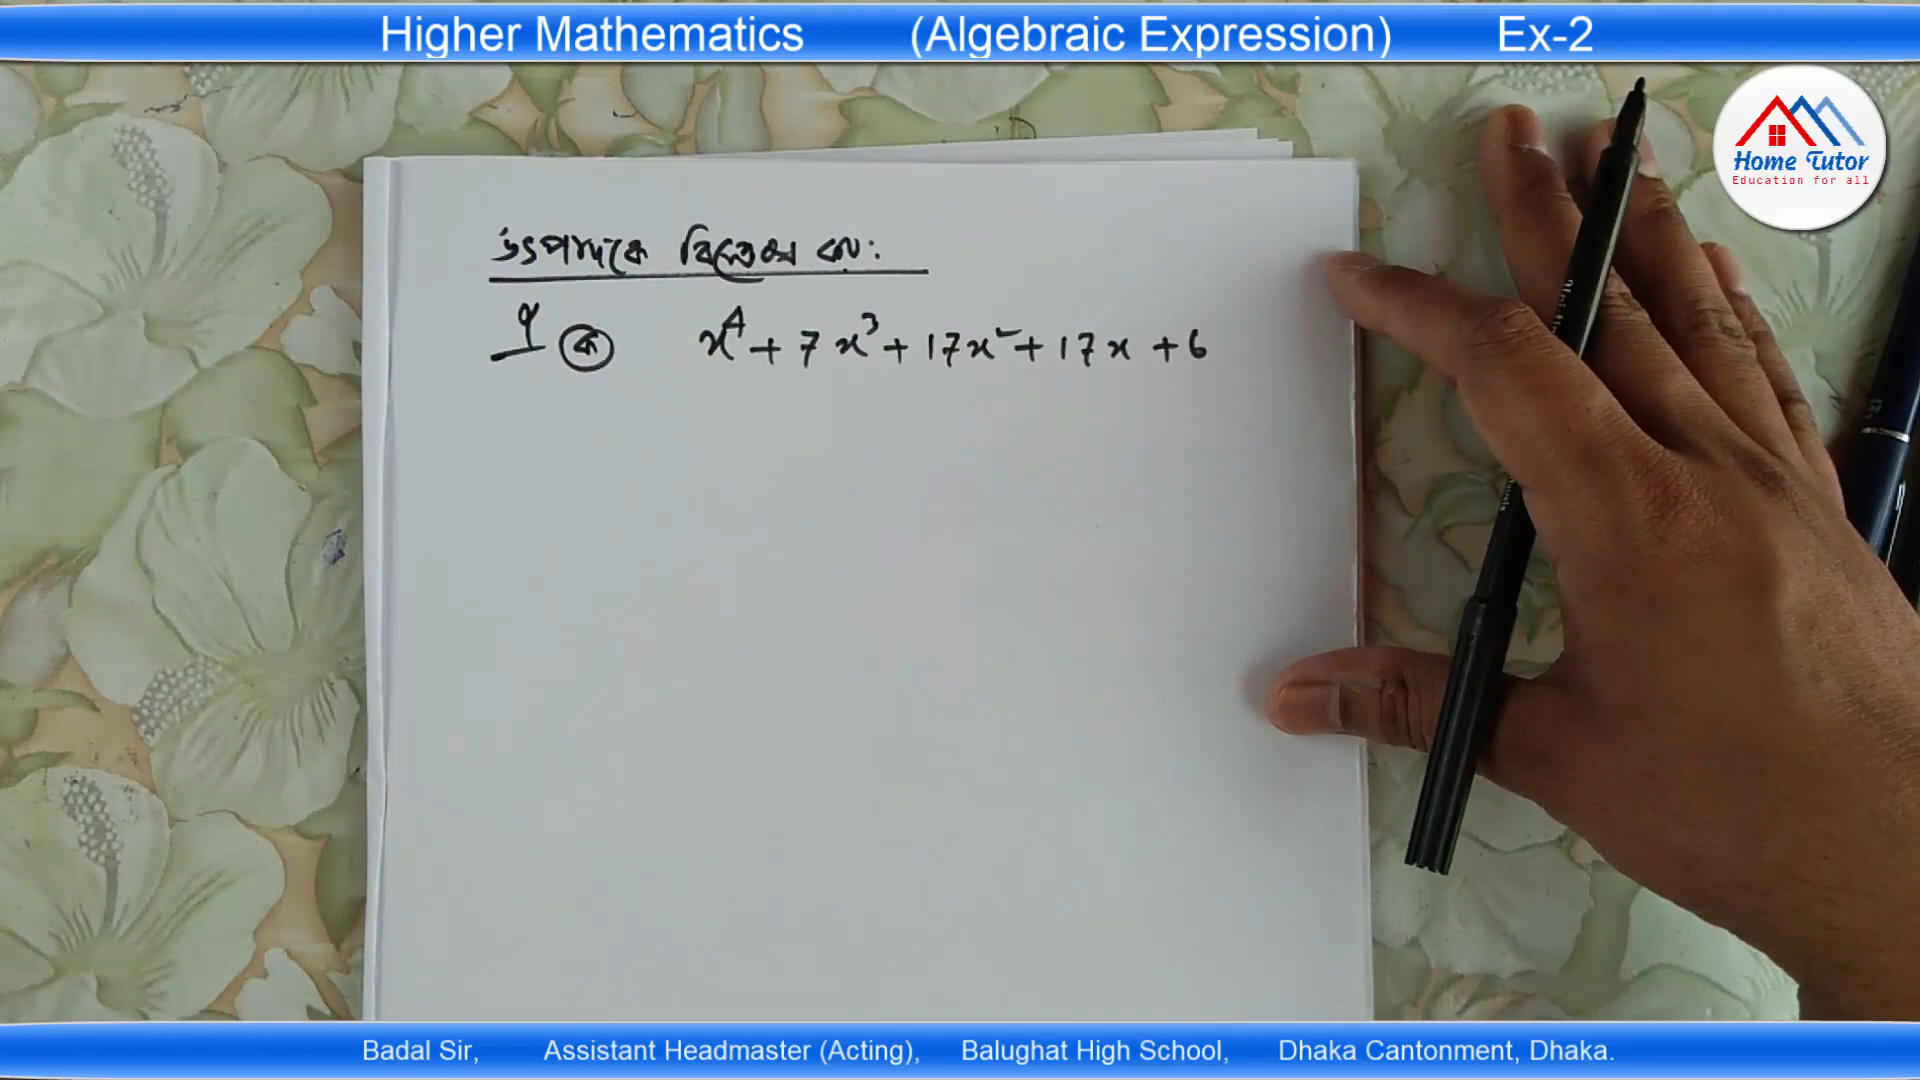 Higher Mathematics (Algebraic Expression) Ex-2
Home Tutor
Education for all
উৎপাদকে বিশ্লেষণ কর:
৭ ক x⁴ + 7x³ + 17x² + 17x + 6
Badal Sir, Assistant Headmaster (Acting), Balughat High School, Dhaka Cantonment, Dhaka.